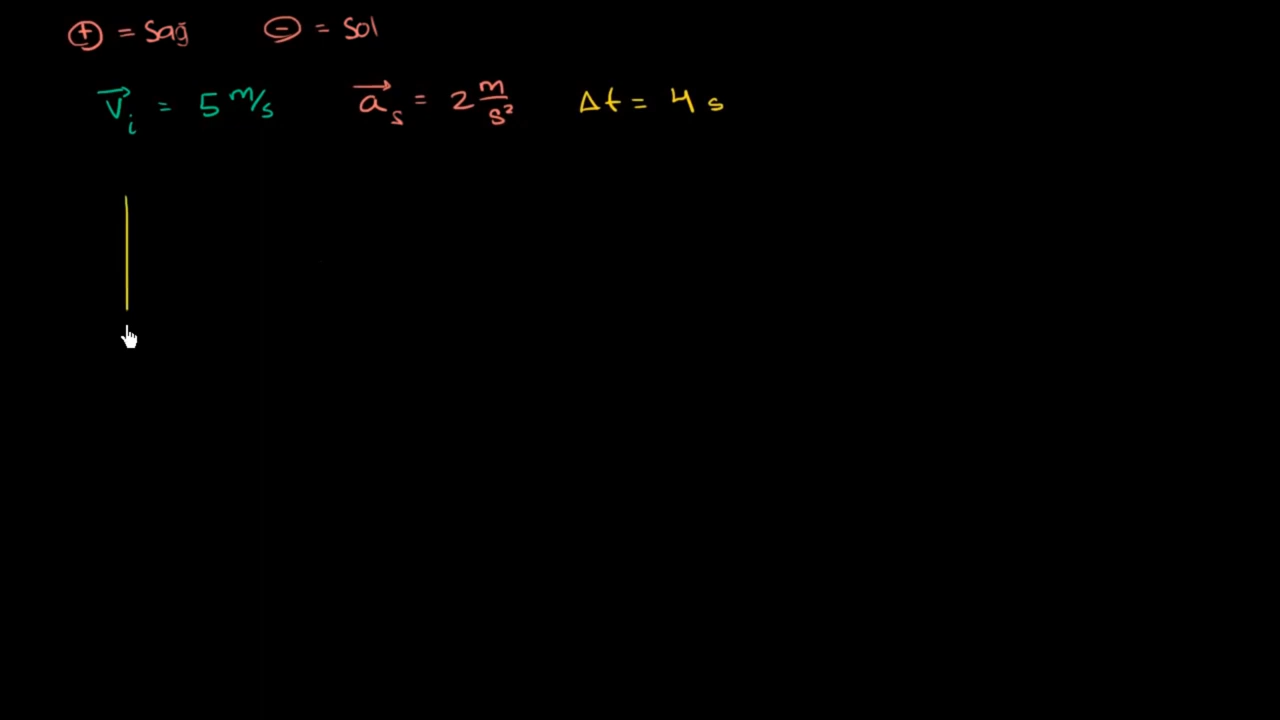 ⊕ = Sağ ⊖ = Sol
v⃗ᵢ = 5 m/s a⃗ₛ = 2 m/s² Δt = 4 s